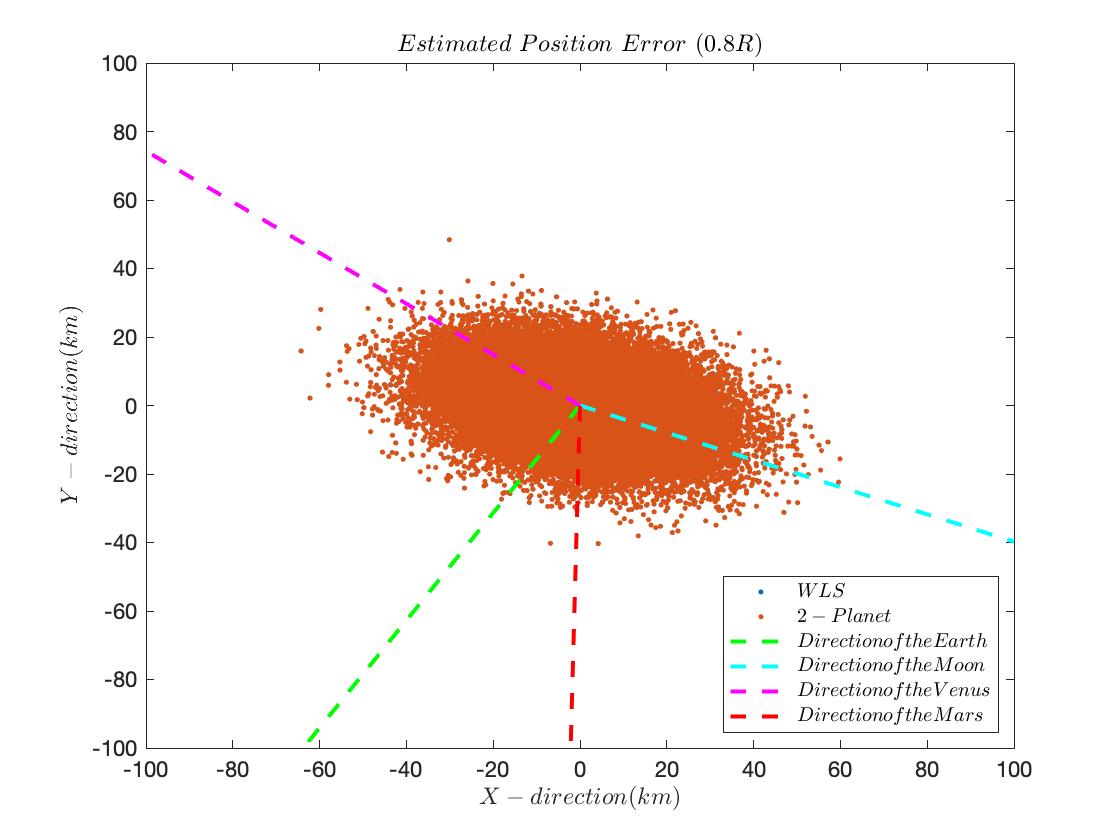 Estimated Position Error (0.8R)
100
80
60
40
20
0
-20
-40
-60
-80
-100
Y - direction(km)
-100
-80
-60
-40
-20
0
20
40
60
80
100
X - direction(km)
WLS
2 - Planet
DirectionoftheEarth
DirectionoftheMoon
DirectionoftheVenus
DirectionoftheMars